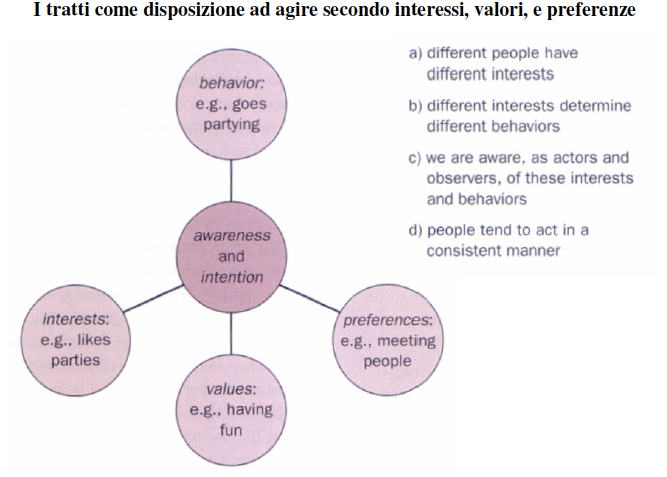 I tratti come disposizione ad agire secondo interessi, valori, e preferenze
behavior:
e.g., goes
partying
awareness
and
intention
interests:
e.g., likes
parties
values:
e.g., having
fun
preferences:
e.g., meeting
people
a) different people have
different interests
b) different interests determine
different behaviors
c) we are aware, as actors and
observers, of these interests
and behaviors
d) people tend to act in a
consistent manner